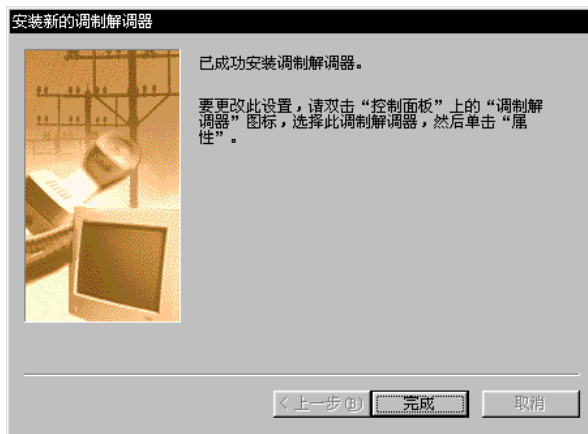 安装新的调制解调器
已成功安装调制解调器。
要更改此设置，请双击“控制面板”上的“调制解
调器”图标，选择此调制解调器，然后单击“属
性”。
< 上一步(B)
完成
取消